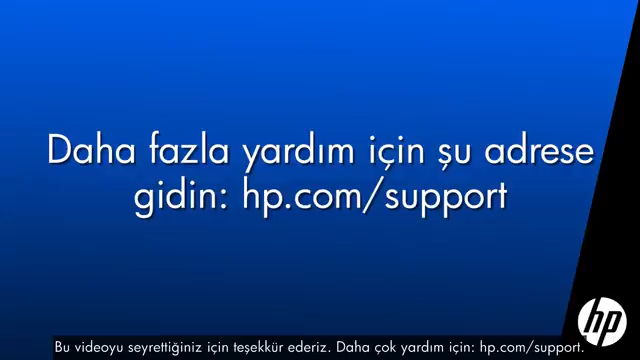 Daha fazla yardım için şu adrese
gidin: hp.com/support
hp
Bu videoyu seyrettiğiniz için teşekkür ederiz. Daha çok yardım için: hp.com/support.